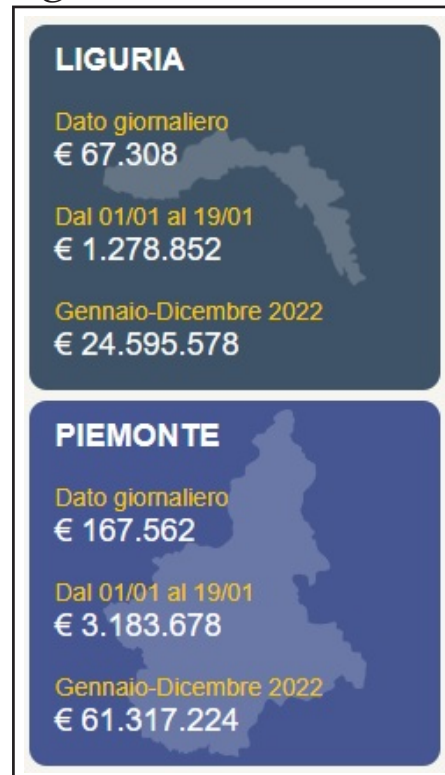 LIGURIA
Dato giornaliero
€ 67.308
Dal 01/01 al 19/01
€ 1.278.852
Gennaio-Dicembre 2022
€ 24.595.578
PIEMONTE
Dato giornaliero
€ 167.562
Dal 01/01 al 19/01
€ 3.183.678
Gennaio-Dicembre 2022
€ 61.317.224